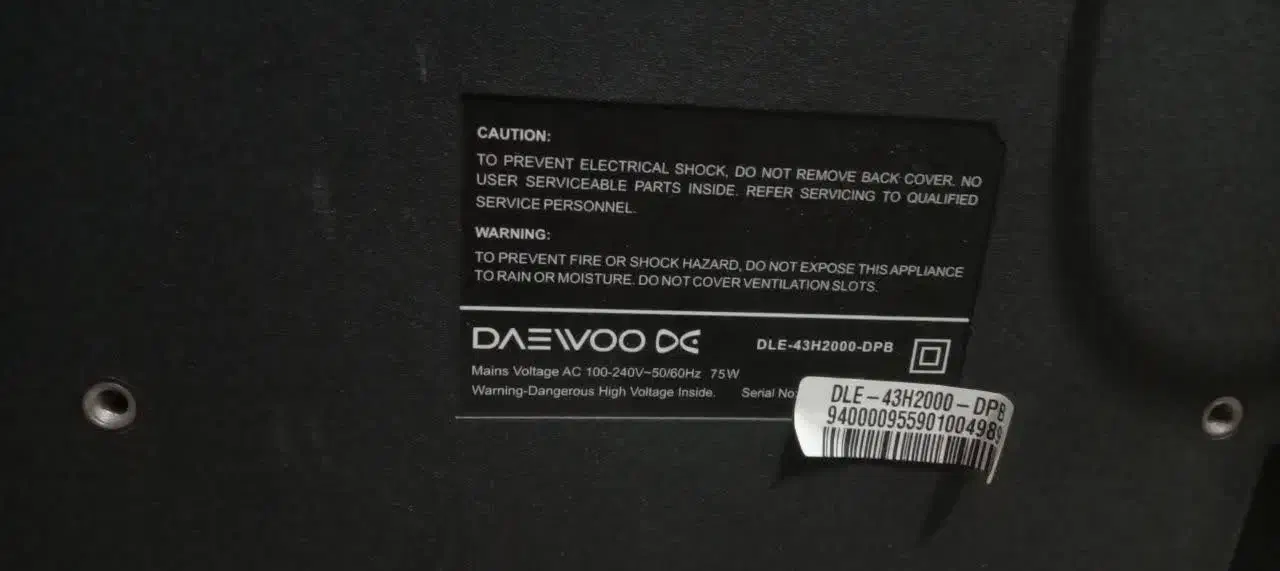 CAUTION:
TO PREVENT ELECTRICAL SHOCK, DO NOT REMOVE BACK COVER. NO
USER SERVICEABLE PARTS INSIDE. REFER SERVICING TO QUALIFIED
SERVICE PERSONNEL.
WARNING:
TO PREVENT FIRE OR SHOCK HAZARD, DO NOT EXPOSE THIS APPLIANCE
TO RAIN OR MOISTURE. DO NOT COVER VENTILATION SLOTS.
DAEWOO DLE-43H2000-DPB
Mains Voltage AC 100-240V~50/60Hz 75W
Warning-Dangerous High Voltage Inside. Serial No:
DLE-43H2000-DPB
940000955901004989